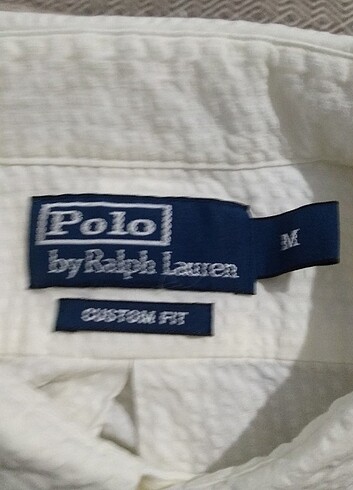 Polo
by Ralph Lauren
M
CUSTOM FIT